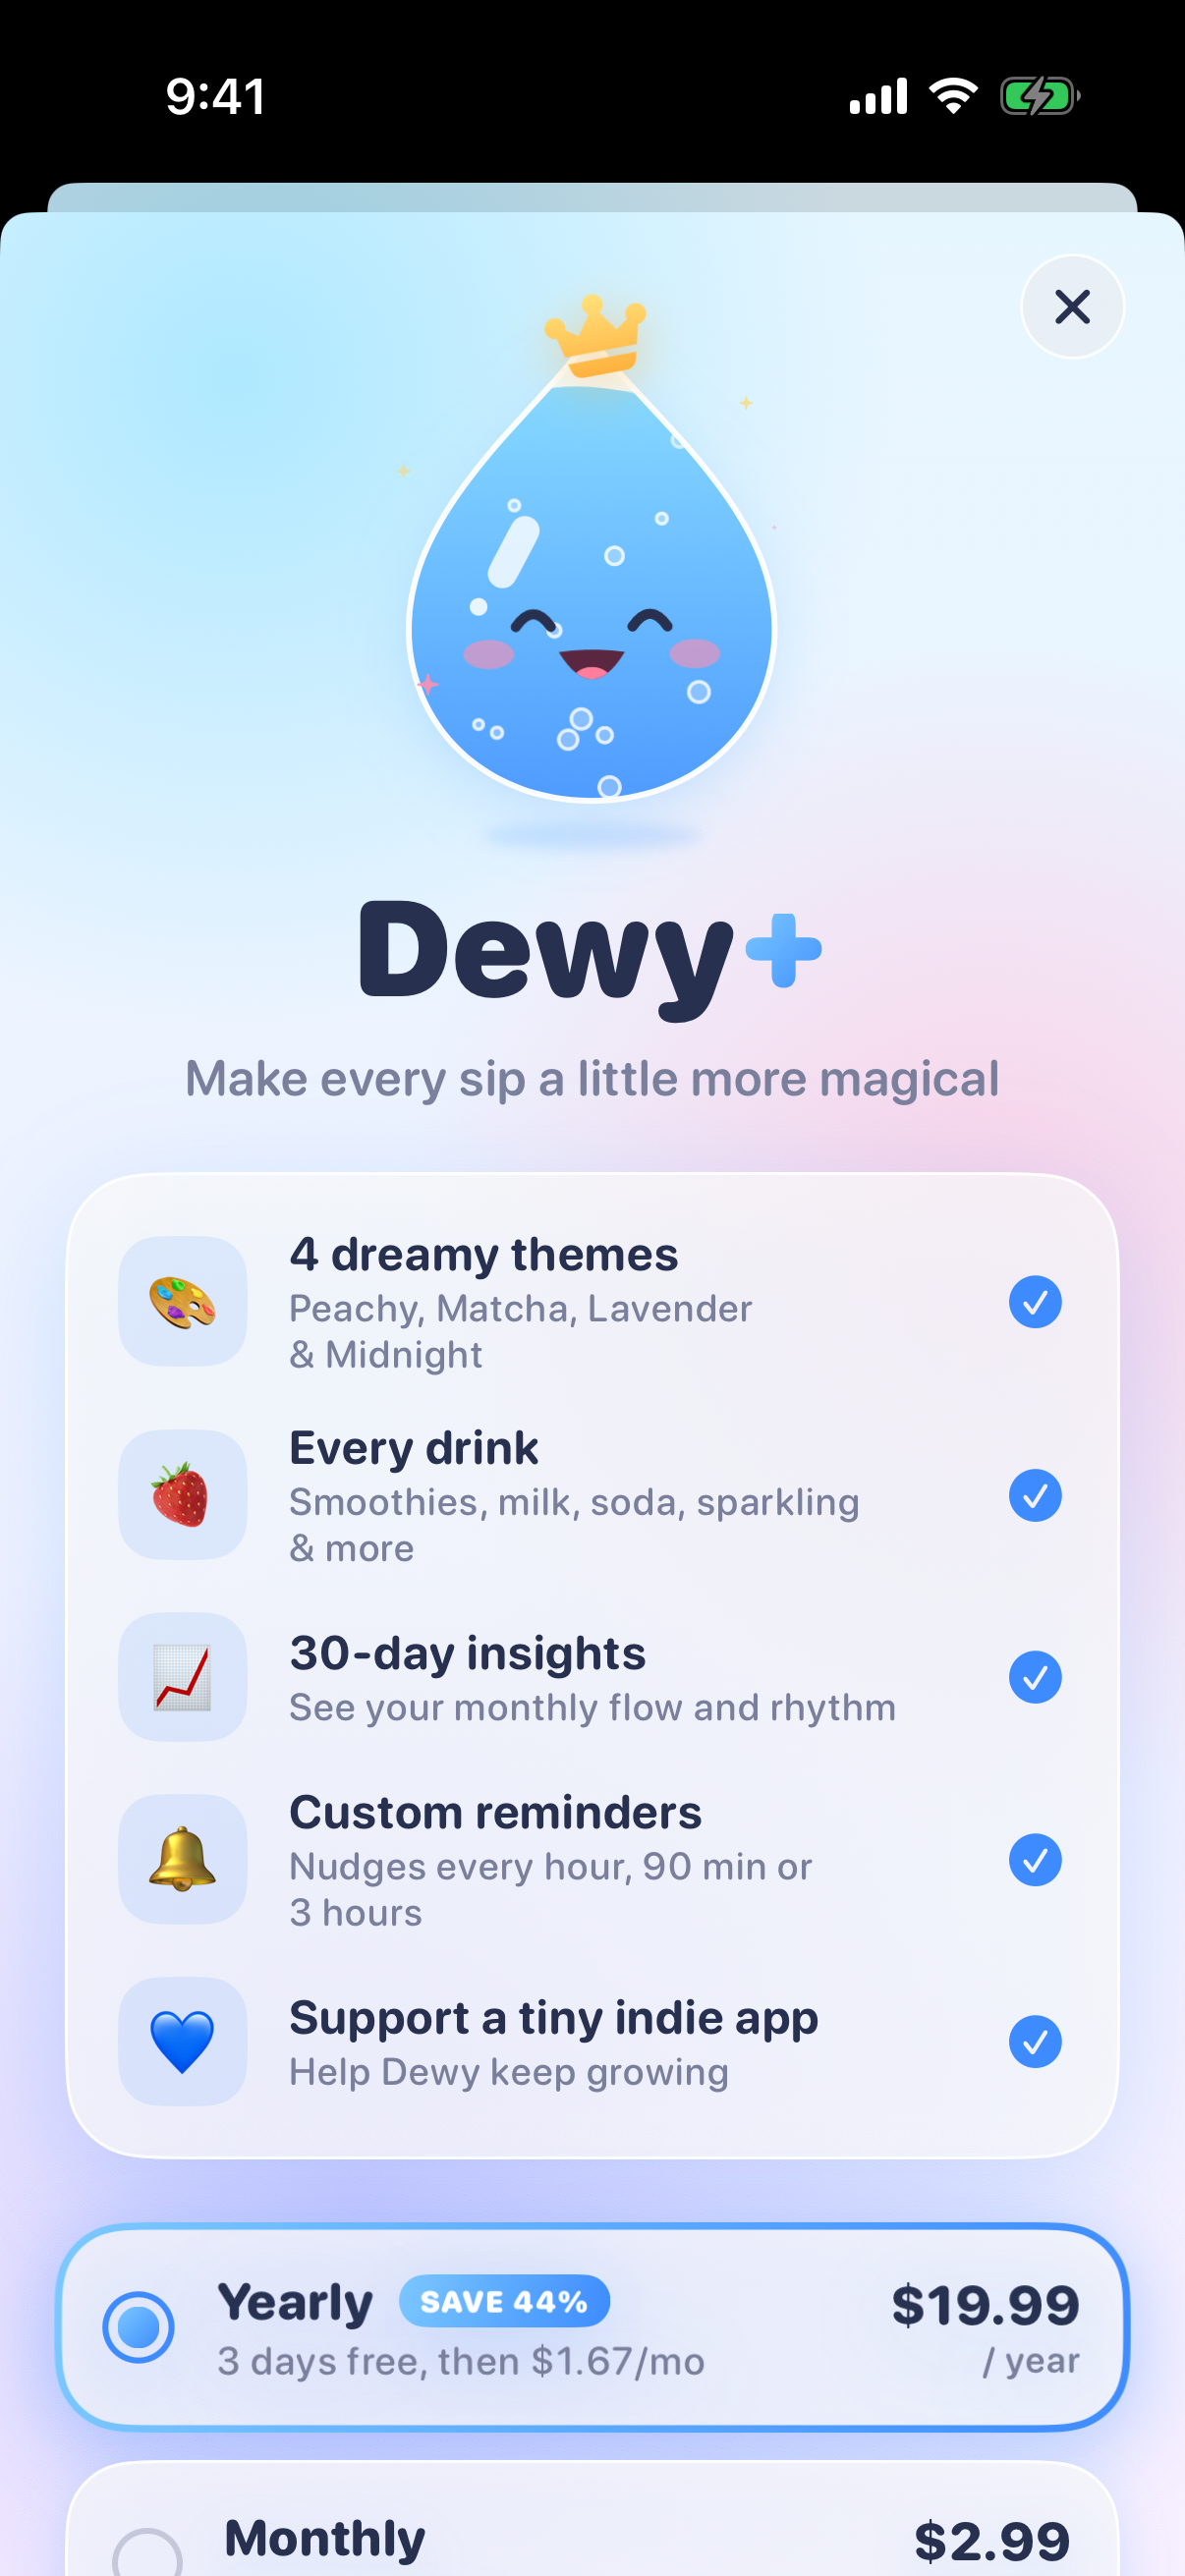 9:41
Dewy+
Make every sip a little more magical
4 dreamy themes
Peachy, Matcha, Lavender
& Midnight
Every drink
Smoothies, milk, soda, sparkling
& more
30-day insights
See your monthly flow and rhythm
Custom reminders
Nudges every hour, 90 min or
3 hours
Support a tiny indie app
Help Dewy keep growing
Yearly SAVE 44% $19.99
3 days free, then $1.67/mo / year
Monthly $2.99